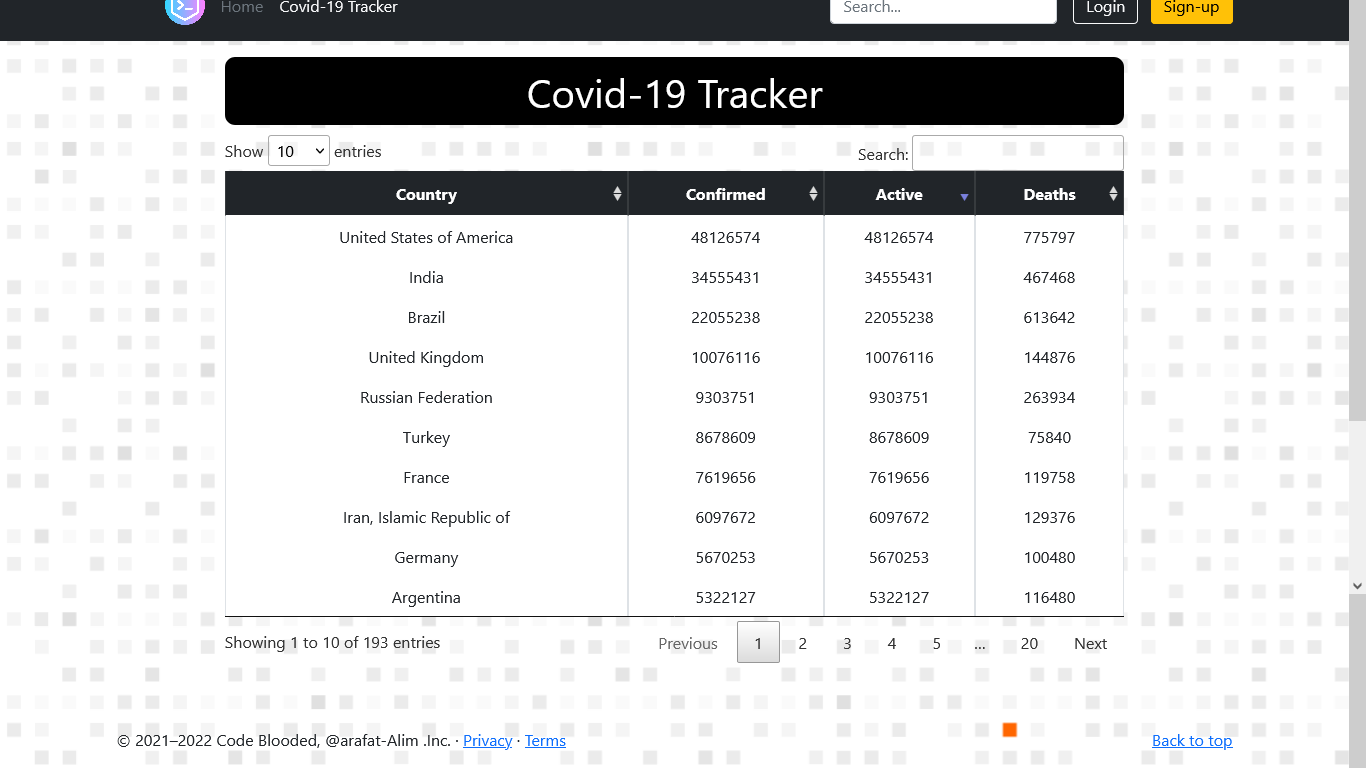 Home Covid-19 Tracker Search... Login Sign-up
Covid-19 Tracker
Show 10 entries Search:
Country Confirmed Active Deaths
United States of America 48126574 48126574 775797
India 34555431 34555431 467468
Brazil 22055238 22055238 613642
United Kingdom 10076116 10076116 144876
Russian Federation 9303751 9303751 263934
Turkey 8678609 8678609 75840
France 7619656 7619656 119758
Iran, Islamic Republic of 6097672 6097672 129376
Germany 5670253 5670253 100480
Argentina 5322127 5322127 116480
Showing 1 to 10 of 193 entries Previous 1 2 3 4 5 ... 20 Next
© 2021–2022 Code Blooded, @arafat-Alim .Inc. · Privacy · Terms Back to top